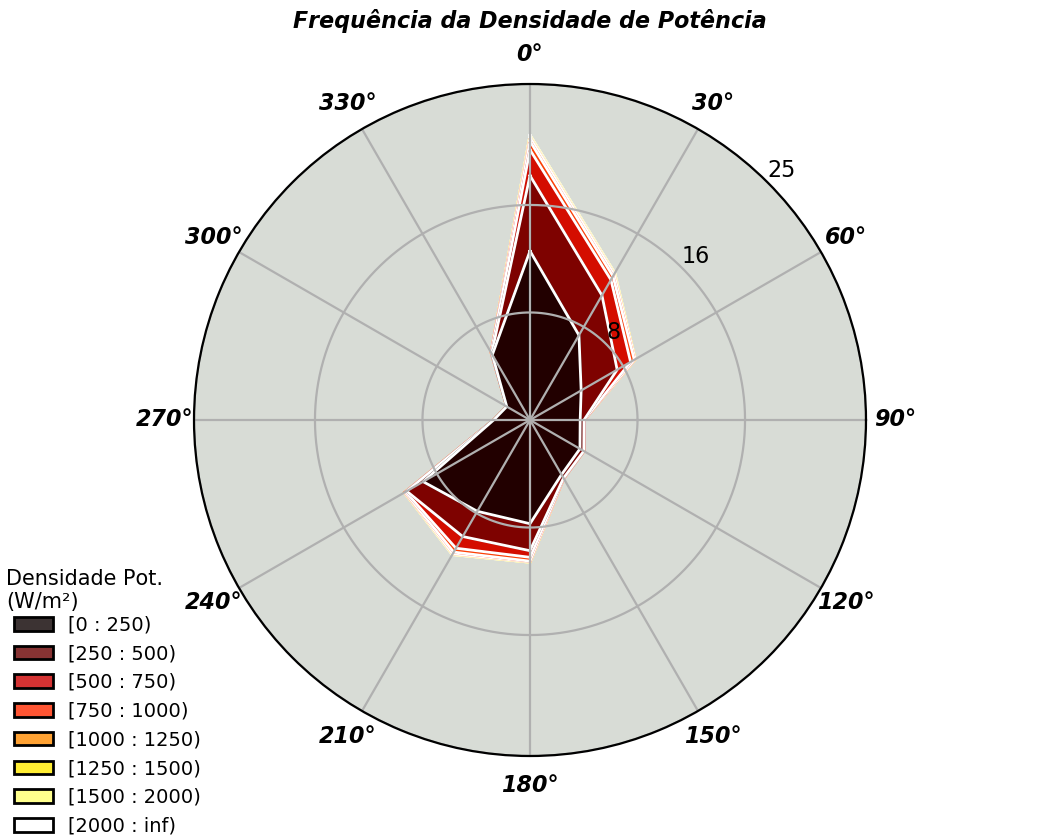 Frequência da Densidade de Potência
0°
330°
30°
25
300°
60°
16
8
270°
90°
Densidade Pot.
(W/m²)
240°
120°
[0 : 250)
[250 : 500)
[500 : 750)
[750 : 1000)
210°
150°
[1000 : 1250)
[1250 : 1500)
180°
[1500 : 2000)
[2000 : inf)